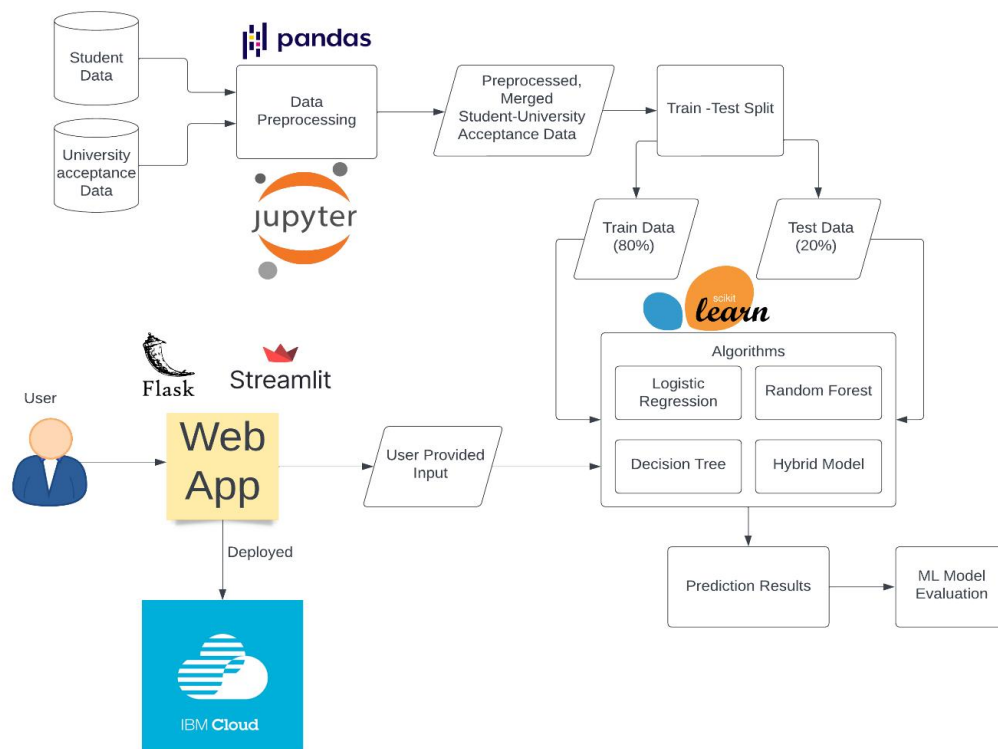 Student
Data
pandas
Data
Preprocessing
Preprocessed,
Merged
Student-University
Acceptance Data
Train -Test Split
University
acceptance
Data
jupyter
Train Data
(80%)
Test Data
(20%)
scikit
learn
Algorithms
Logistic
Regression
Random Forest
Decision Tree
Hybrid Model
Flask
Streamlit
User
Web
App
User Provided
Input
Deployed
Prediction Results
ML Model
Evaluation
IBM Cloud